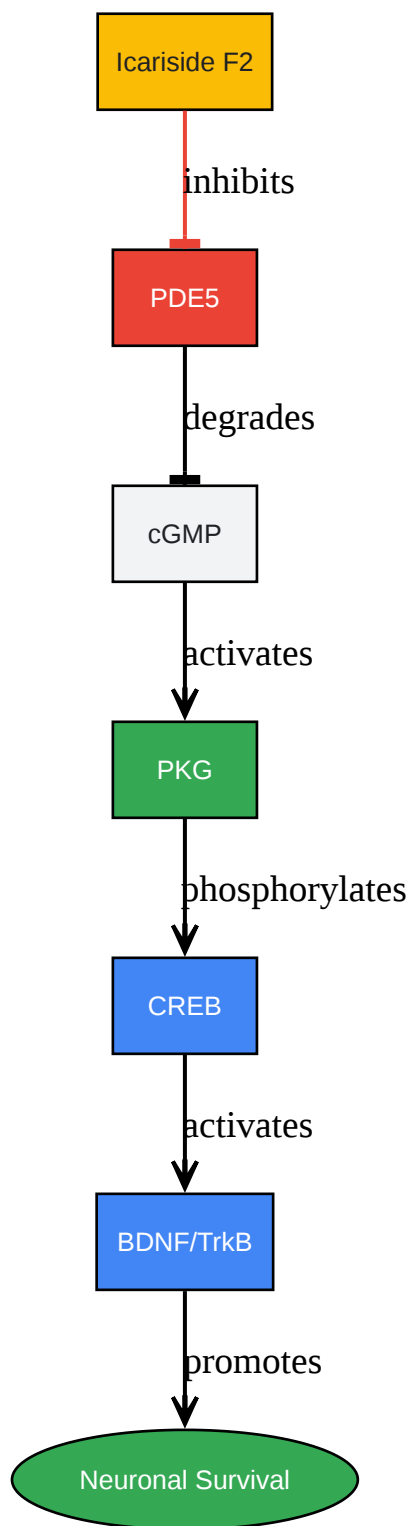 Icariside F2
inhibits
PDE5
degrades
cGMP
activates
PKG
phosphorylates
CREB
activates
BDNF/TrkB
promotes
Neuronal Survival